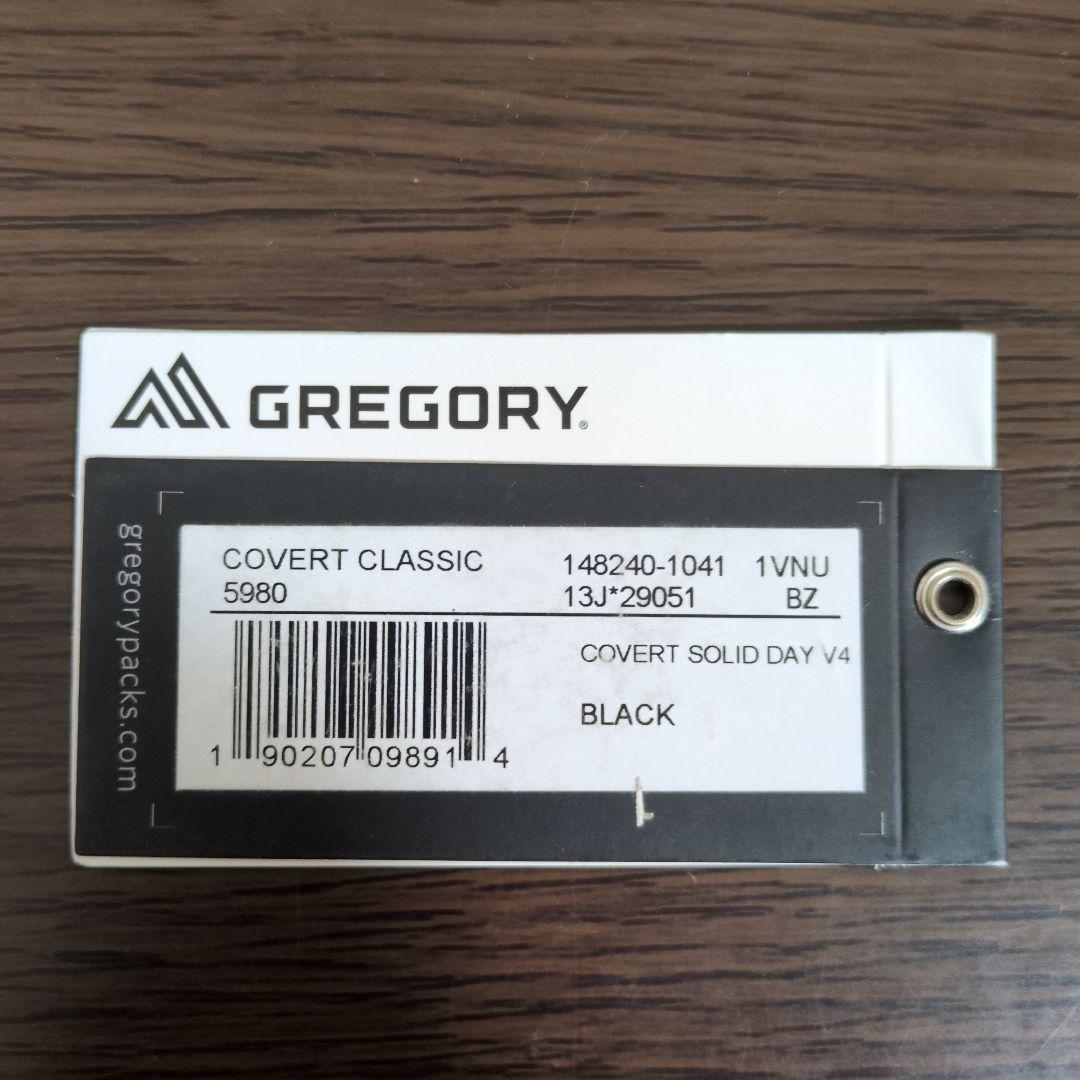 GREGORY®
gregorypacks.com
COVERT CLASSIC 148240-1041 1VNU
5980 13J*29051 BZ
COVERT SOLID DAY V4
BLACK
1 90207 09891 4